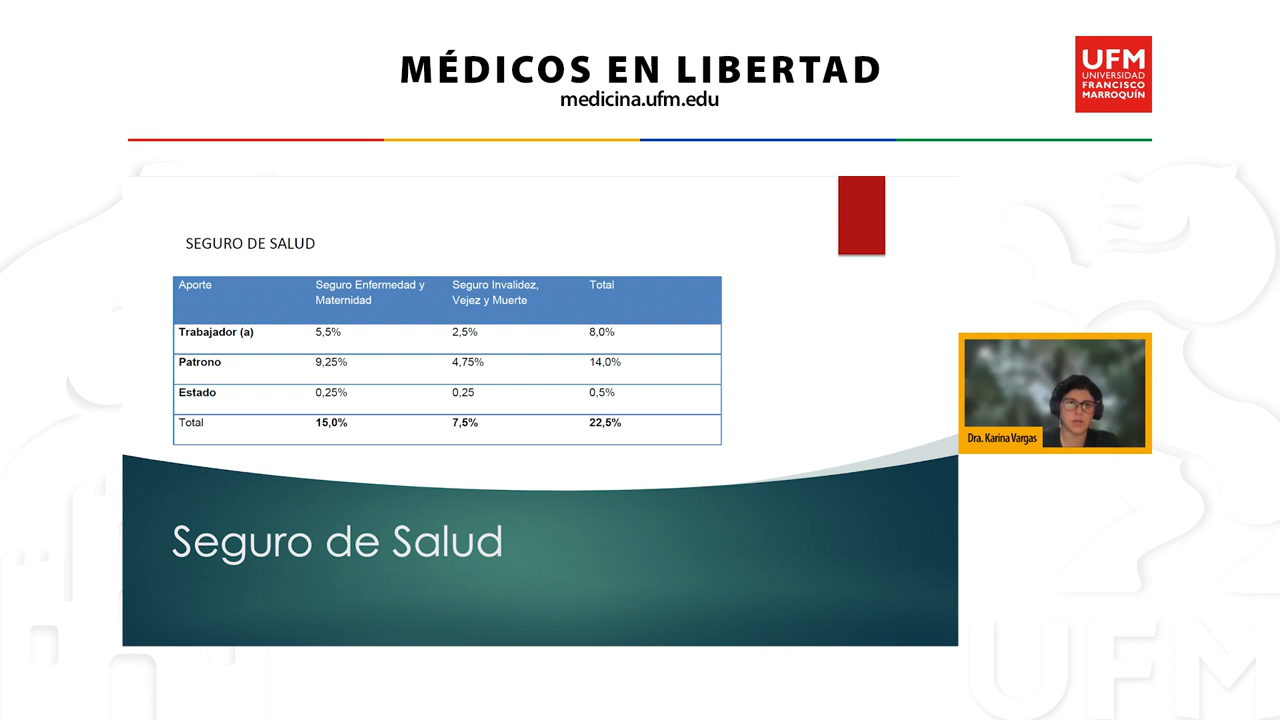 MÉDICOS EN LIBERTAD
medicina.ufm.edu
UFM
UNIVERSIDAD
FRANCISCO
MARROQUÍN
SEGURO DE SALUD
Aporte Seguro Enfermedad y Maternidad Seguro Invalidez, Vejez y Muerte Total
Trabajador (a) 5,5% 2,5% 8,0%
Patrono 9,25% 4,75% 14,0%
Estado 0,25% 0,25 0,5%
Total 15,0% 7,5% 22,5%
Dra. Karina Vargas
Seguro de Salud
UFM